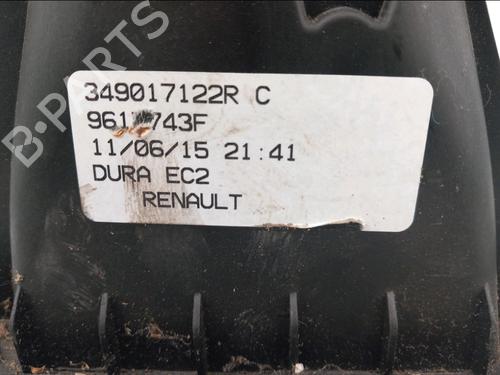 349017122R C
11/06/15 21:41
DURA EC2
RENAULT
B-Parts